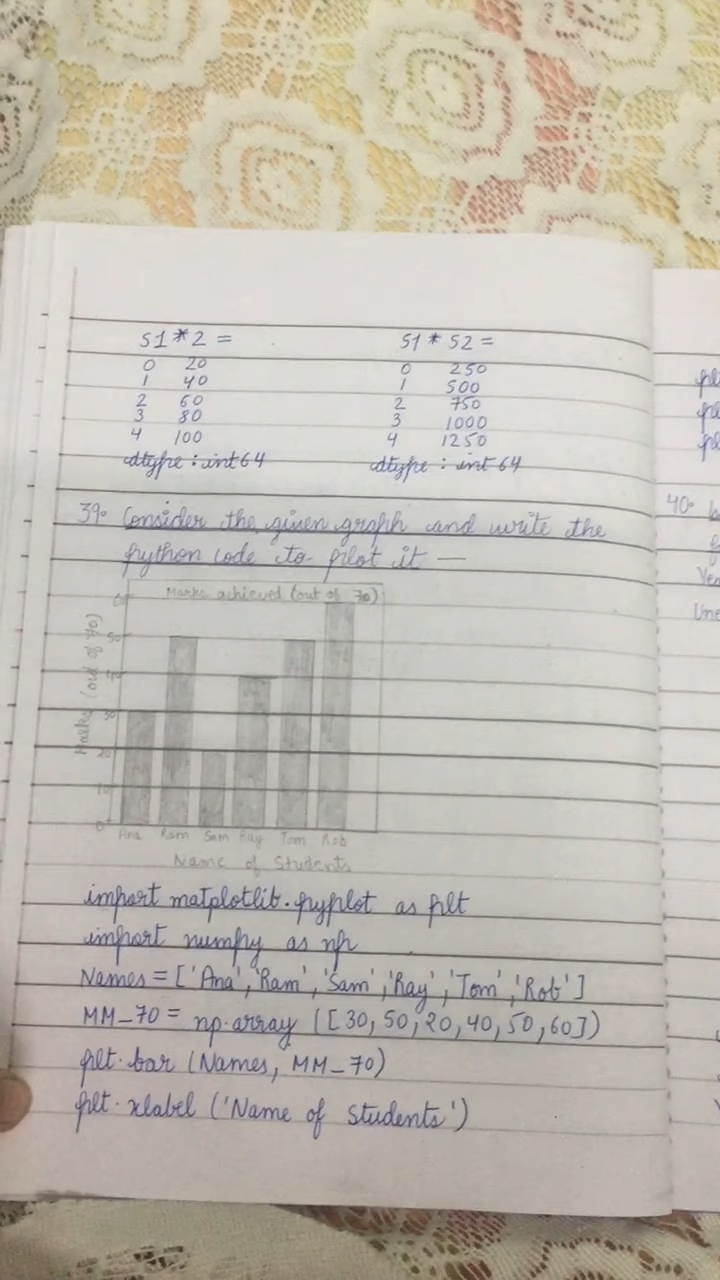 S1 * 2 =
0 20
1 40
2 60
3 80
4 100
dtype : int 64
S1 * S2 =
0 250
1 500
2 750
3 1000
4 1250
dtype : int 64
39. Consider the given graph and write the
python code to pilot it —
Marks achieved (out of 70)
Marks (out of 70)
60
50
40
30
20
10
0
Ana Ram Sam Ray Tom Rob
Name of Students
import matplotlib.pyplot as plt
import numpy as np
Names = ['Ana', 'Ram', 'Sam', 'Ray', 'Tom', 'Rob']
MM_70 = np.array ([30, 50, 20, 40, 50, 60])
plt.bar (Names, MM_70)
plt.xlabel ('Name of Students')
40.